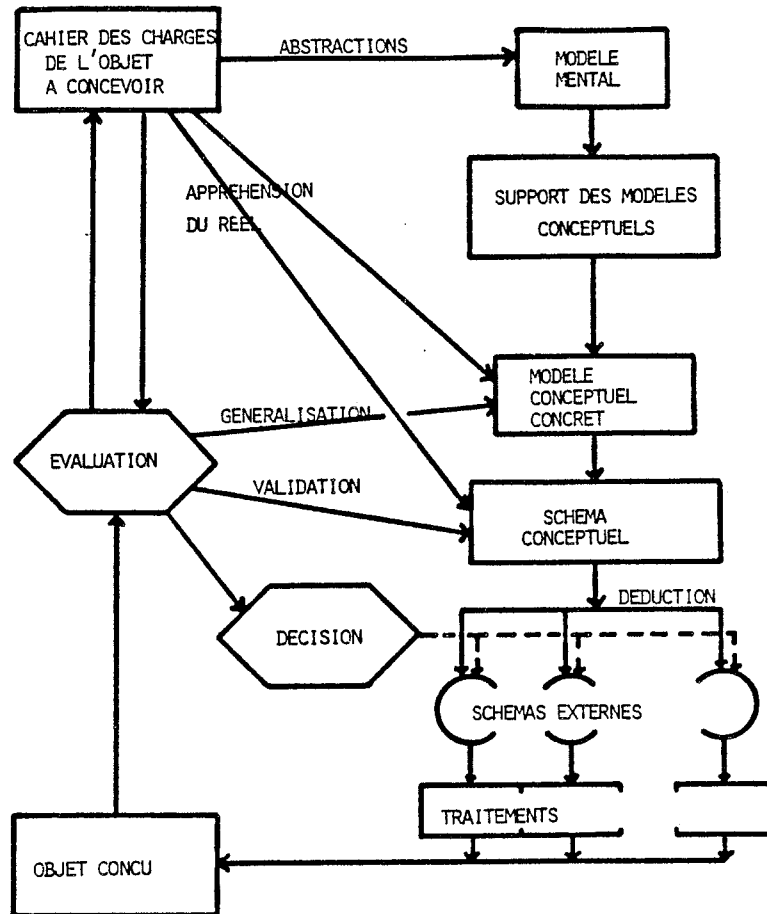 CAHIER DES CHARGES
DE L'OBJET
A CONCEVOIR
ABSTRACTIONS
MODELE
MENTAL
APPREHENSION
DU REEL
SUPPORT DES MODELES
CONCEPTUELS
MODELE
CONCEPTUEL
CONCRET
GENERALISATION
EVALUATION
VALIDATION
SCHEMA
CONCEPTUEL
DEDUCTION
DECISION
SCHEMAS EXTERNES
TRAITEMENTS
OBJET CONCU